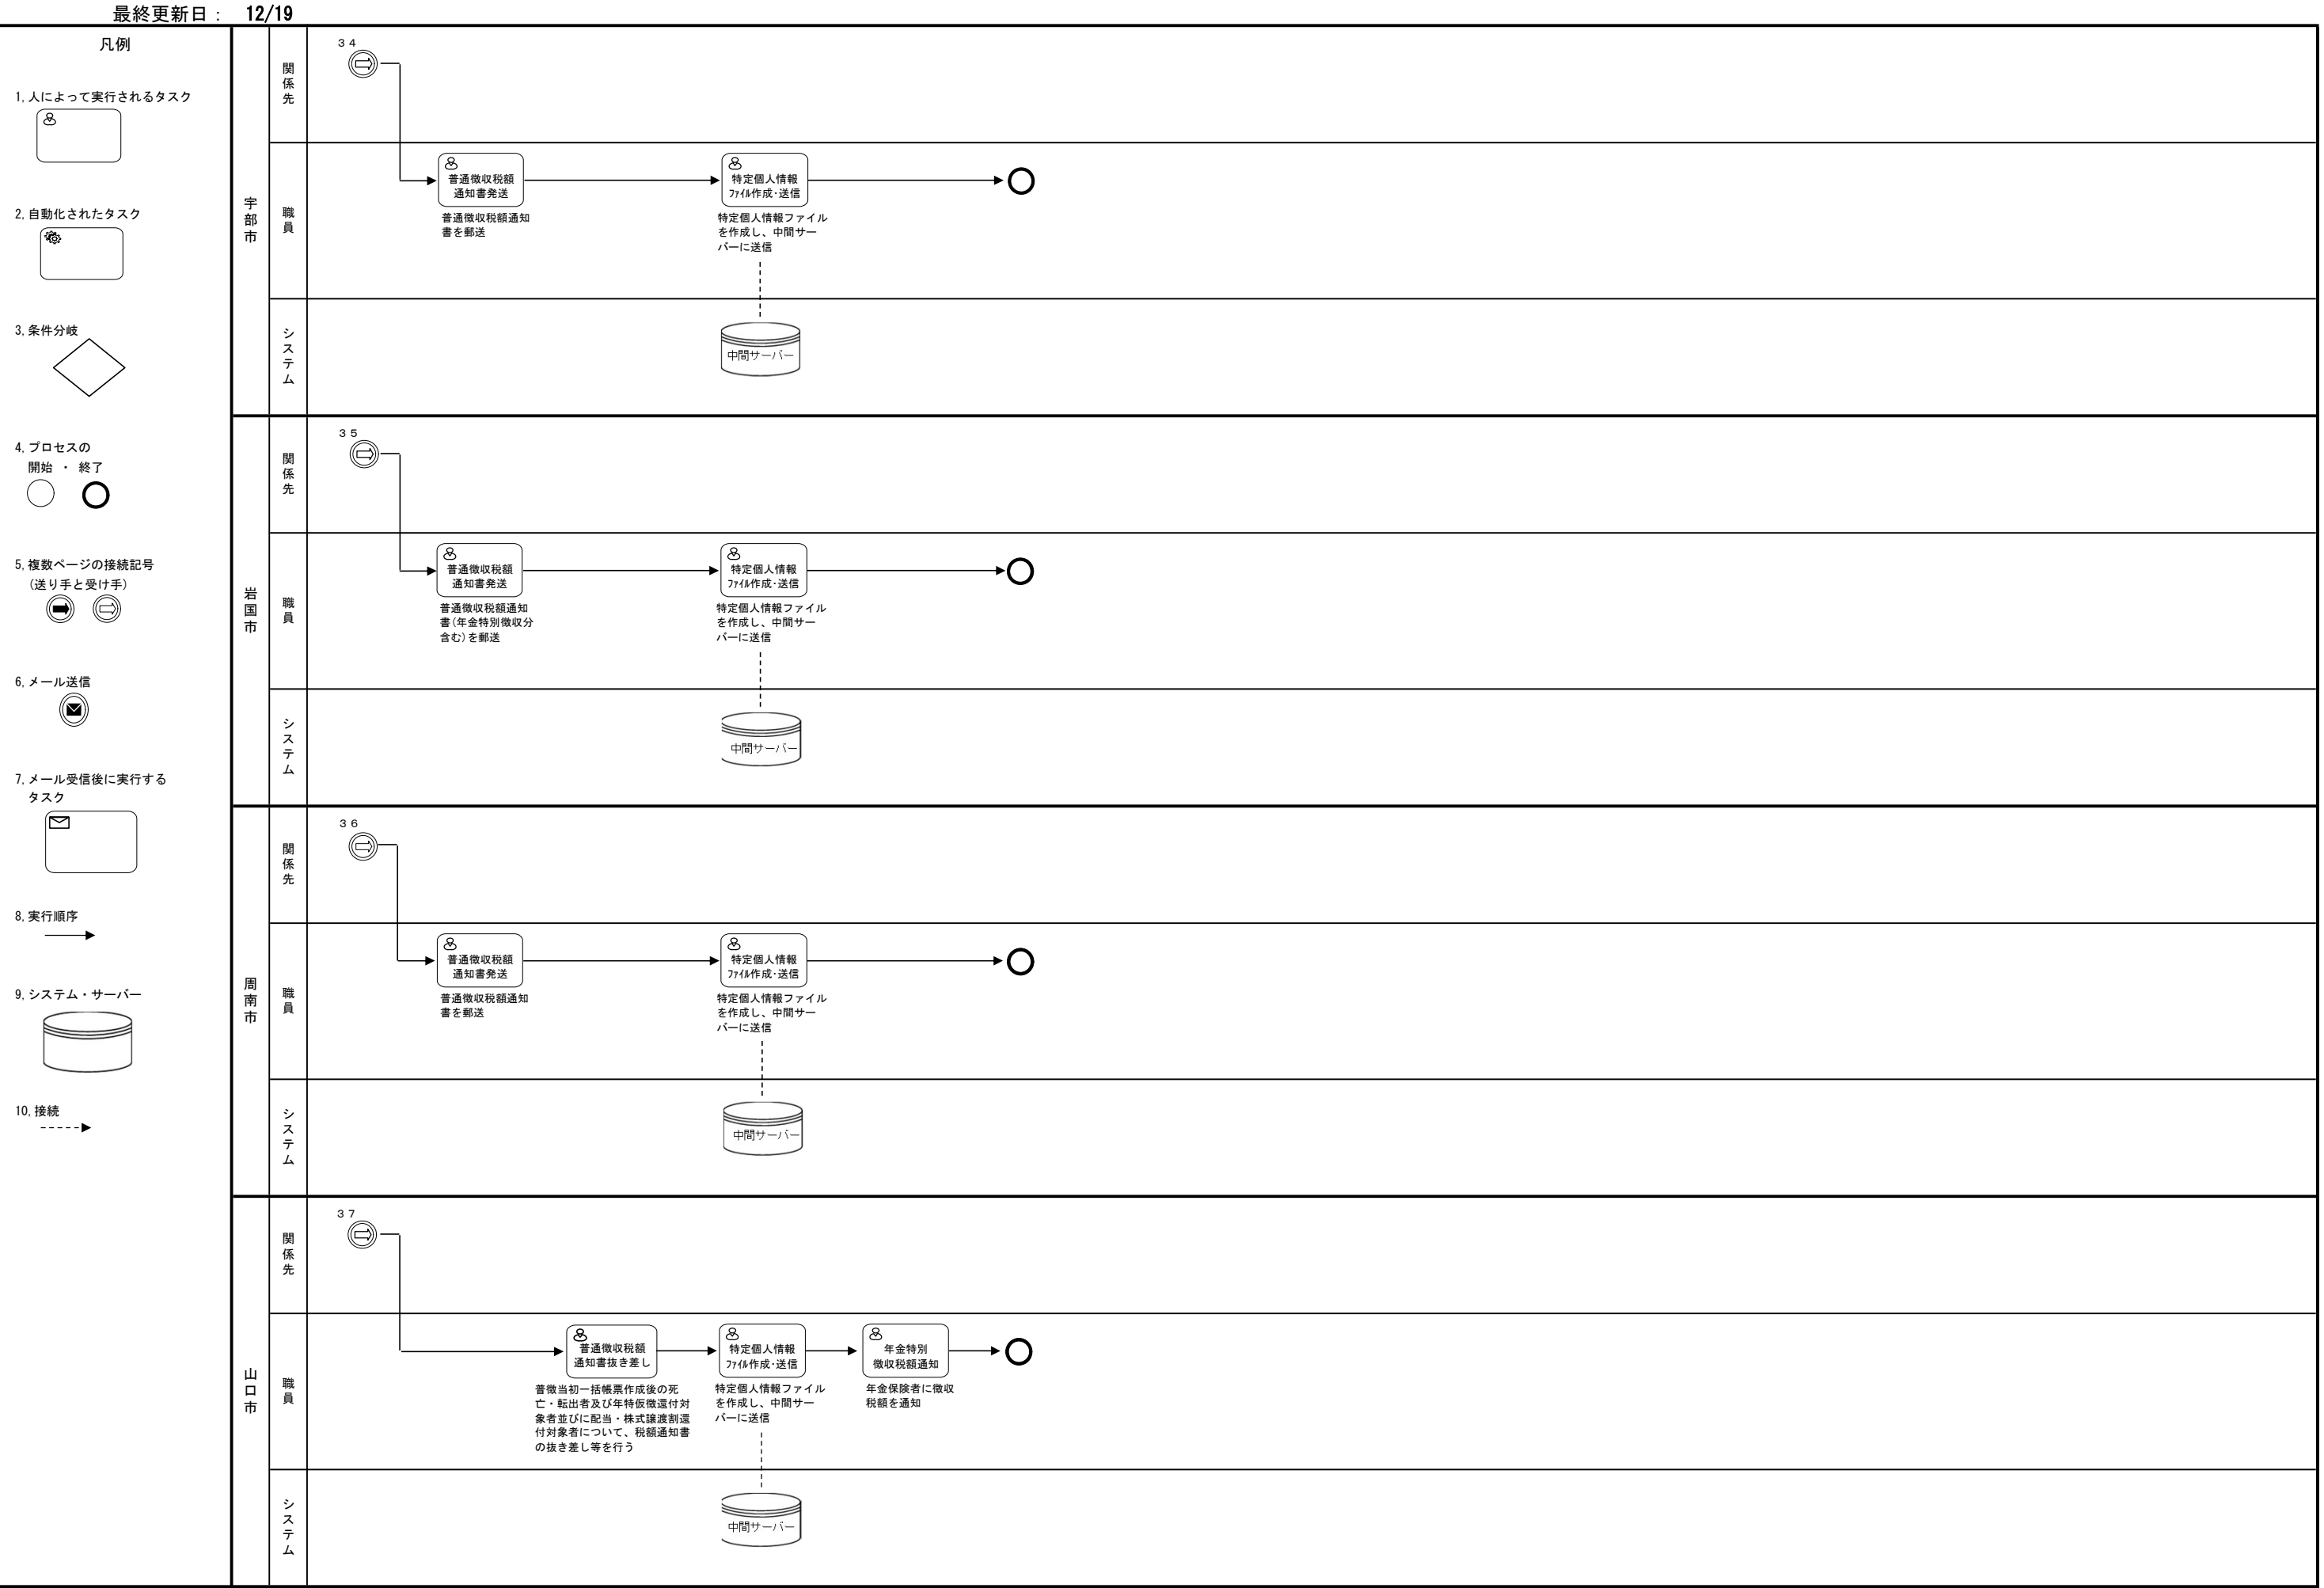 最終更新日： 12/19
凡例
1.人によって実行されるタスク
2.自動化されたタスク
3.条件分岐
4.プロセスの
開始 ・ 終了
5.複数ページの接続記号
(送り手と受け手)
6.メール送信
7.メール受信後に実行する
タスク
8.実行順序
9.システム・サーバー
10.接続
宇部市
関係先
３４
職員
普通徴収税額
通知書発送
普通徴収税額通知
書を郵送
特定個人情報
ﾌｧｲﾙ作成･送信
特定個人情報ファイル
を作成し、中間サー
バーに送信
システム
中間サーバー
岩国市
関係先
３５
職員
普通徴収税額
通知書発送
普通徴収税額通知
書(年金特別徴収分
含む)を郵送
特定個人情報
ﾌｧｲﾙ作成･送信
特定個人情報ファイル
を作成し、中間サー
バーに送信
システム
中間サーバー
周南市
関係先
３６
職員
普通徴収税額
通知書発送
普通徴収税額通知
書を郵送
特定個人情報
ﾌｧｲﾙ作成･送信
特定個人情報ファイル
を作成し、中間サー
バーに送信
システム
中間サーバー
山口市
関係先
３７
職員
普通徴収税額
通知書抜き差し
普徴当初一括帳票作成後の死
亡・転出者及び年特仮徴還付対
象者並びに配当・株式譲渡割還
付対象者について、税額通知書
の抜き差し等を行う
特定個人情報
ﾌｧｲﾙ作成･送信
特定個人情報ファイル
を作成し、中間サー
バーに送信
年金特別
徴収税額通知
年金保険者に徴収
税額を通知
システム
中間サーバー